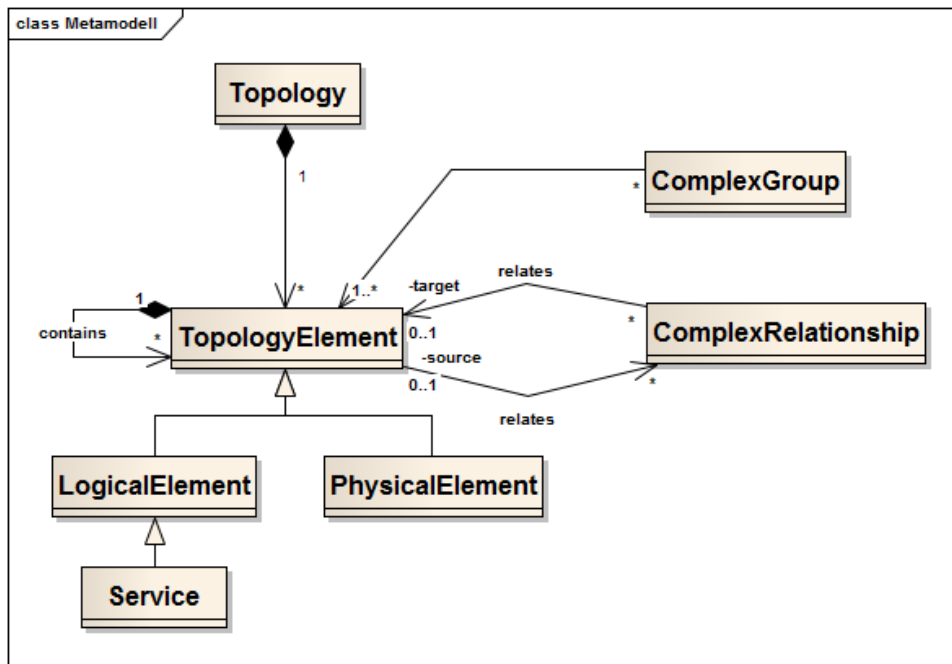 class Metamodell
Topology
1
ComplexGroup
*
*
1..*
-target
relates
1
TopologyElement
contains
*
0..1
*
ComplexRelationship
-source
0..1
*
relates
LogicalElement
PhysicalElement
Service